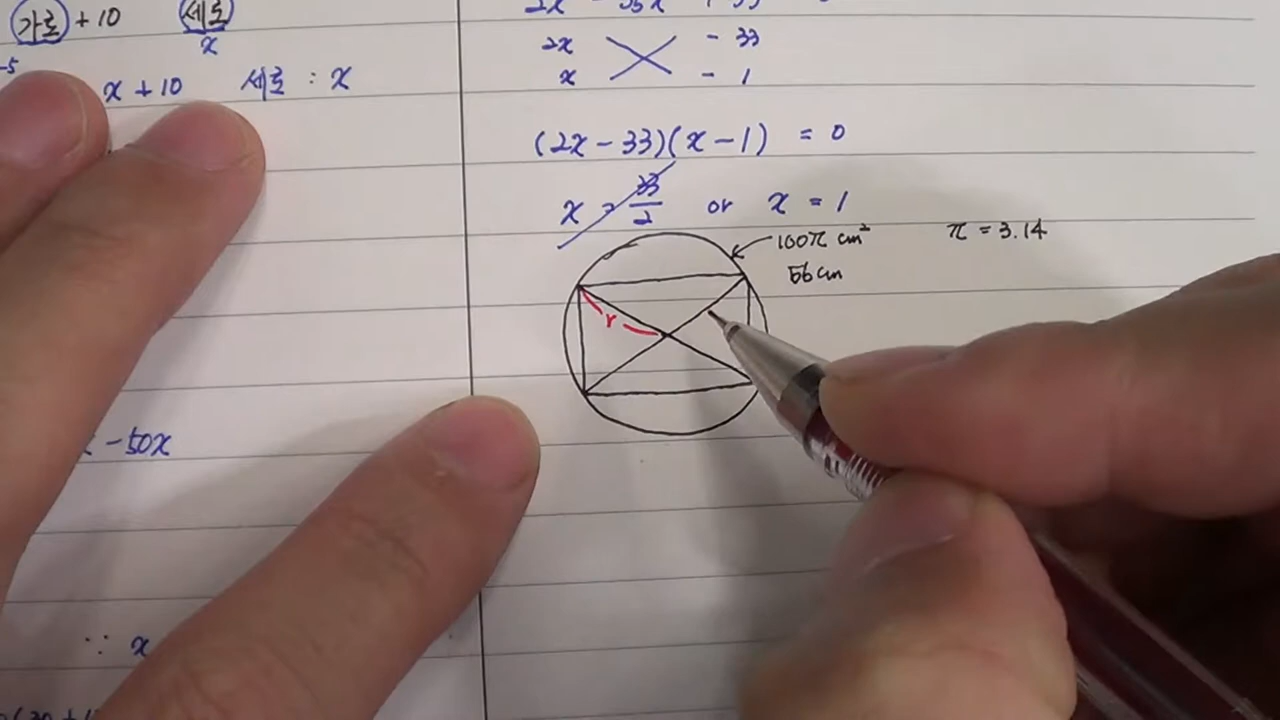 가로 + 10 세로
x
-5
x + 10 세로 : x
- 50x
∴ x
2x - 33
x - 1
(2x - 33)(x - 1) = 0
x = 33/2 or x = 1
100π cm² π = 3.14
56cm
r